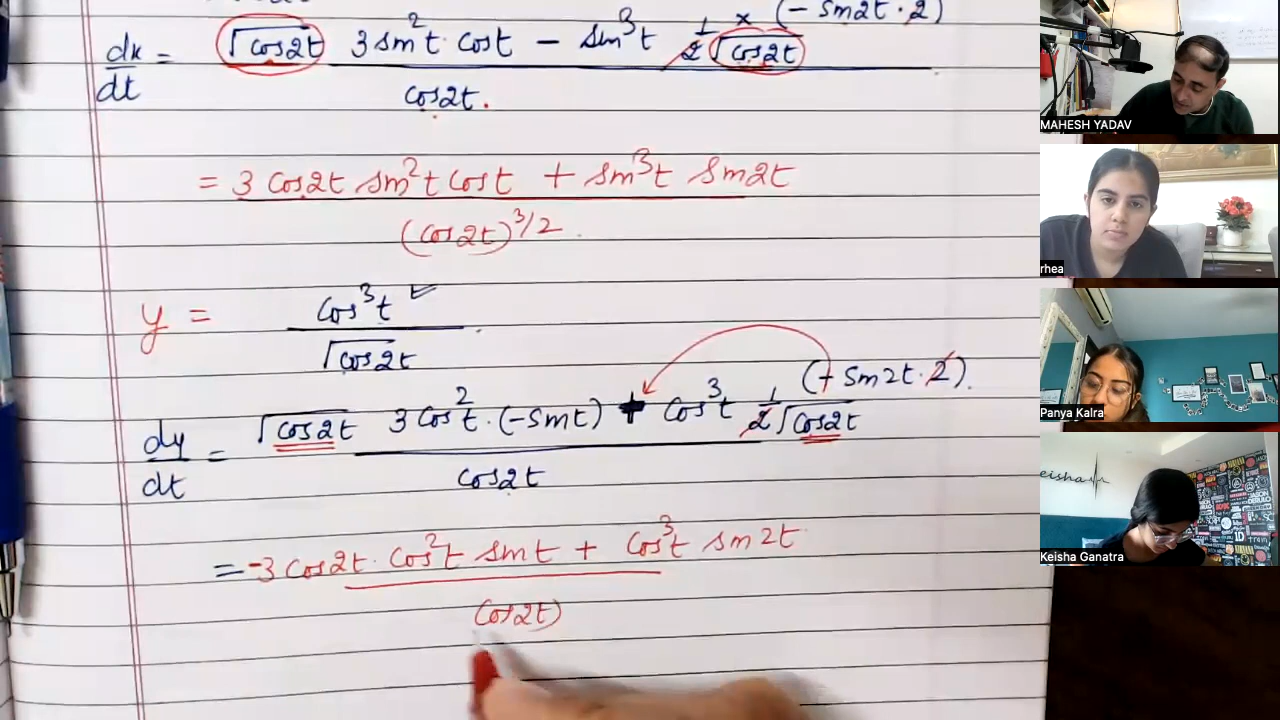 (- sin2t · 2)
dx/dt = √cos2t 3sin²t · cost - sin³t 1/2√cos2t ×
cos2t.
= 3 cos2t sin²t cost + sin³t sin2t
(cos2t)^3/2.
y = cos³t
√cos2t
(+ sin2t · 2).
dy/dt = √cos2t 3cos²t · (-sint) + cos³t 1/2√cos2t
cos2t
= -3 cos2t · cos²t sint + cos³t sin2t
(cos2t)
MAHESH YADAV
rhea
Panya Kalra
eisha
Keisha Ganatra